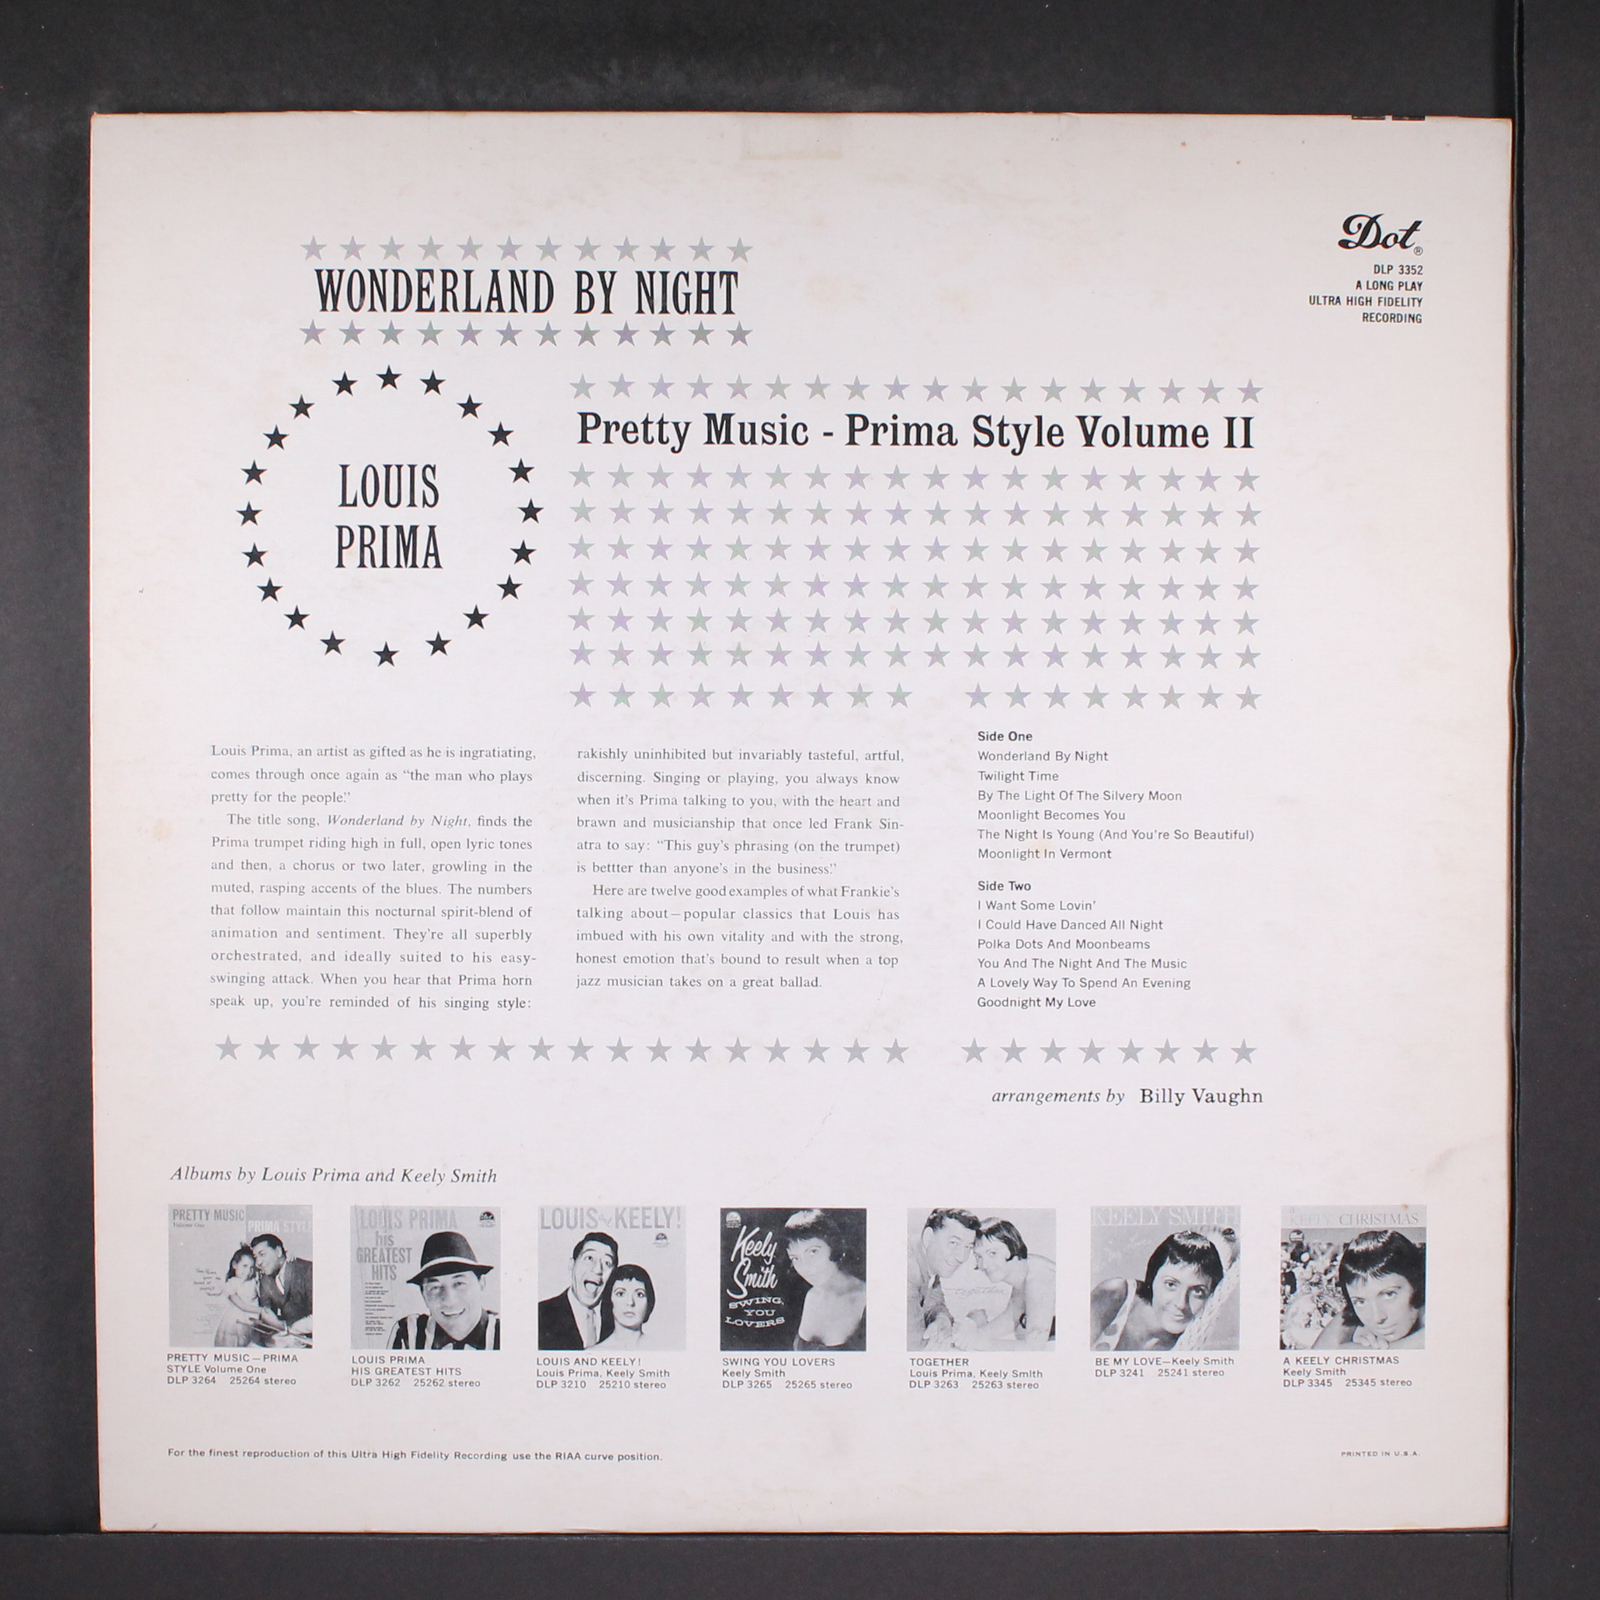 WONDERLAND BY NIGHT
Dot®
DLP 3352
A LONG PLAY
ULTRA HIGH FIDELITY
RECORDING
LOUIS
PRIMA
Pretty Music - Prima Style Volume II
Louis Prima, an artist as gifted as he is ingratiating,
comes through once again as “the man who plays
pretty for the people.”
The title song, Wonderland by Night, finds the
Prima trumpet riding high in full, open lyric tones
and then, a chorus or two later, growling in the
muted, rasping accents of the blues. The numbers
that follow maintain this nocturnal spirit-blend of
animation and sentiment. They’re all superbly
orchestrated, and ideally suited to his easy-
swinging attack. When you hear that Prima horn
speak up, you’re reminded of his singing style:
rakishly uninhibited but invariably tasteful, artful,
discerning. Singing or playing, you always know
when it’s Prima talking to you, with the heart and
brawn and musicianship that once led Frank Sin-
atra to say: “This guy’s phrasing (on the trumpet)
is bettter than anyone’s in the business.”
Here are twelve good examples of what Frankie’s
talking about—popular classics that Louis has
imbued with his own vitality and with the strong,
honest emotion that’s bound to result when a top
jazz musician takes on a great ballad.
Side One
Wonderland By Night
Twilight Time
By The Light Of The Silvery Moon
Moonlight Becomes You
The Night Is Young (And You're So Beautiful)
Moonlight In Vermont
Side Two
I Want Some Lovin’
I Could Have Danced All Night
Polka Dots And Moonbeams
You And The Night And The Music
A Lovely Way To Spend An Evening
Goodnight My Love
arrangements by Billy Vaughn
Albums by Louis Prima and Keely Smith
PRETTY MUSIC
Volume One
PRIMA STYLE
LOUIS PRIMA
his
GREATEST
HITS
LOUIS and KEELY!
Keely
Smith
SWING,
YOU
LOVERS
together
KEELY SMITH
KEELY CHRISTMAS
PRETTY MUSIC—PRIMA
STYLE Volume One
DLP 3264 25264 stereo
LOUIS PRIMA
HIS GREATEST HITS
DLP 3262 25262 stereo
LOUIS AND KEELY!
Louis Prima, Keely Smith
DLP 3210 25210 stereo
SWING YOU LOVERS
Keely Smith
DLP 3265 25265 stereo
TOGETHER
Louis Prima, Keely Smith
DLP 3263 25263 stereo
BE MY LOVE—Keely Smith
DLP 3241 25241 stereo
A KEELY CHRISTMAS
Keely Smith
DLP 3345 25345 stereo
For the finest reproduction of this Ultra High Fidelity Recording use the RIAA curve position.
PRINTED IN U.S.A.